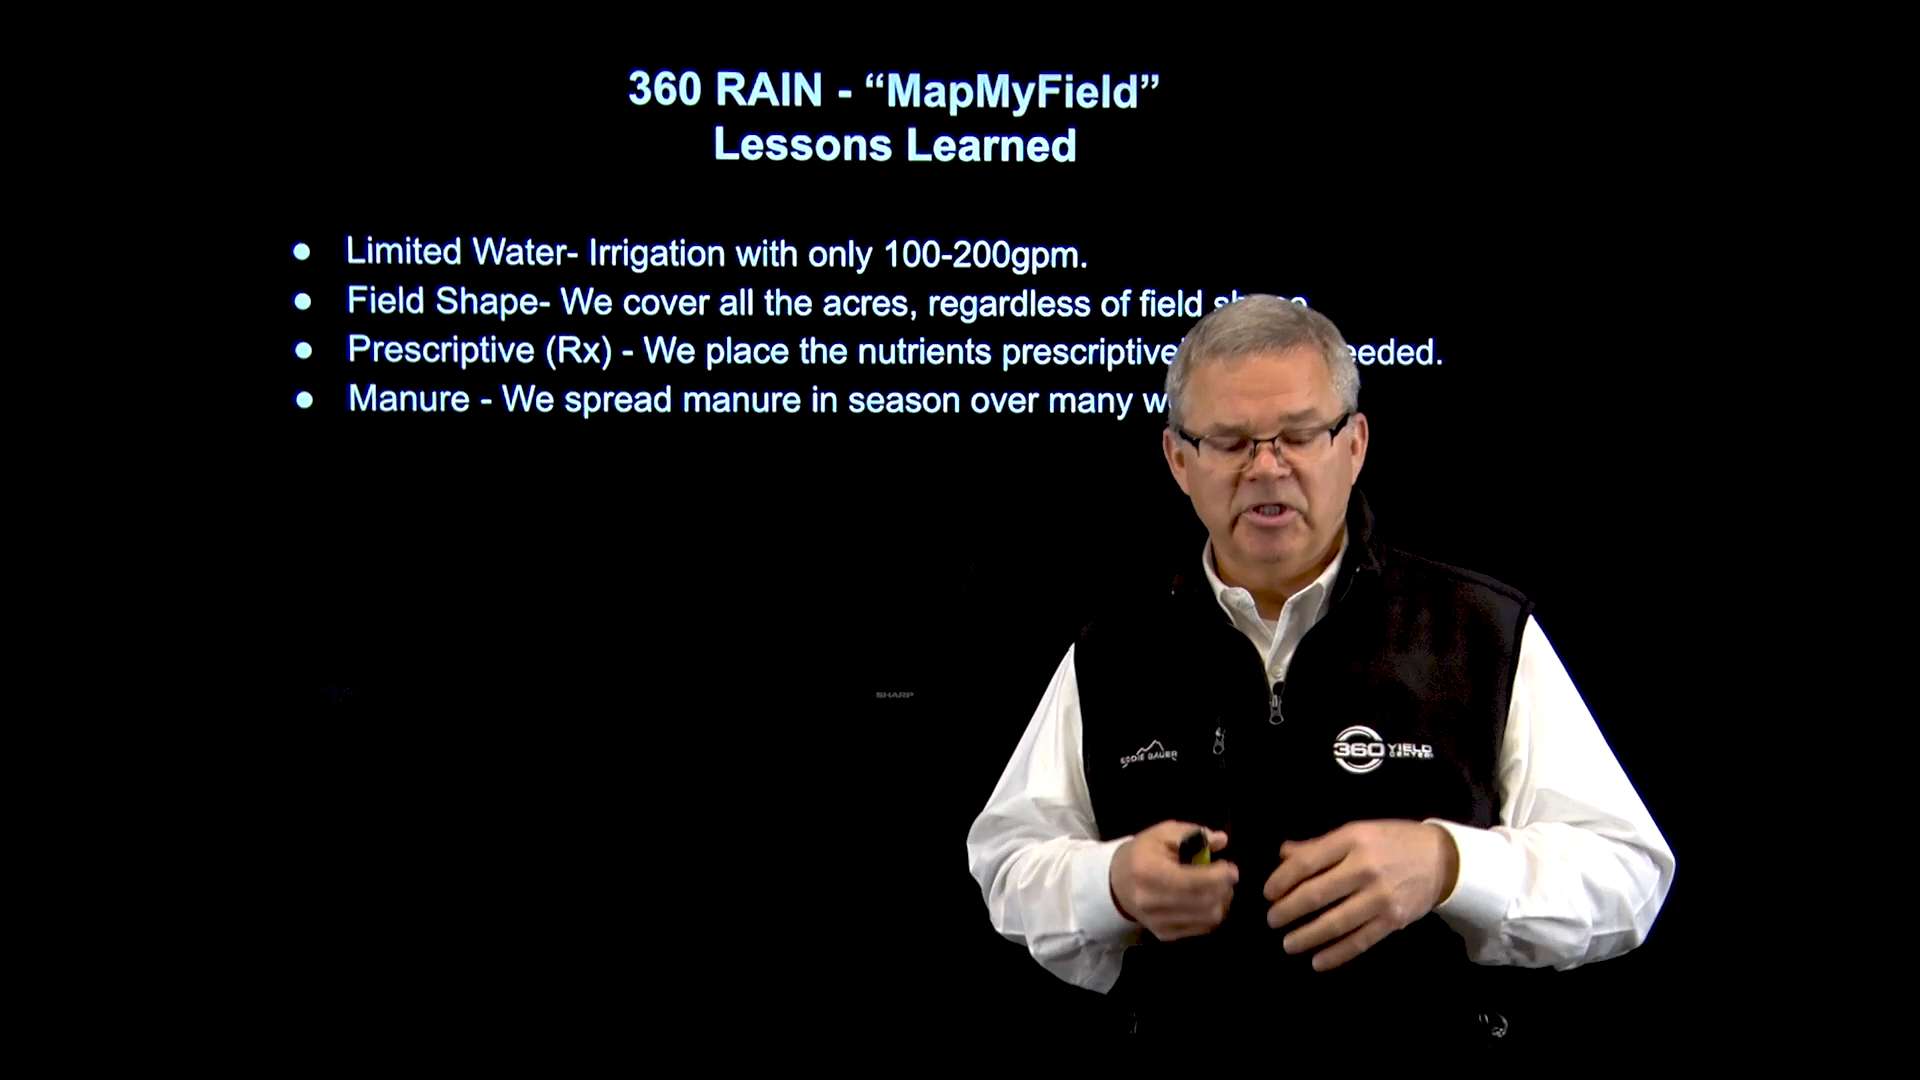 360 RAIN - “MapMyField”
Lessons Learned
● Limited Water- Irrigation with only 100-200gpm.
● Field Shape- We cover all the acres, regardless of field
● Prescriptive (Rx) - We place the nutrients
● Manure - We spread manure in season over many
SHARP
EDDIE BAUER
360 YIELD
CENTER